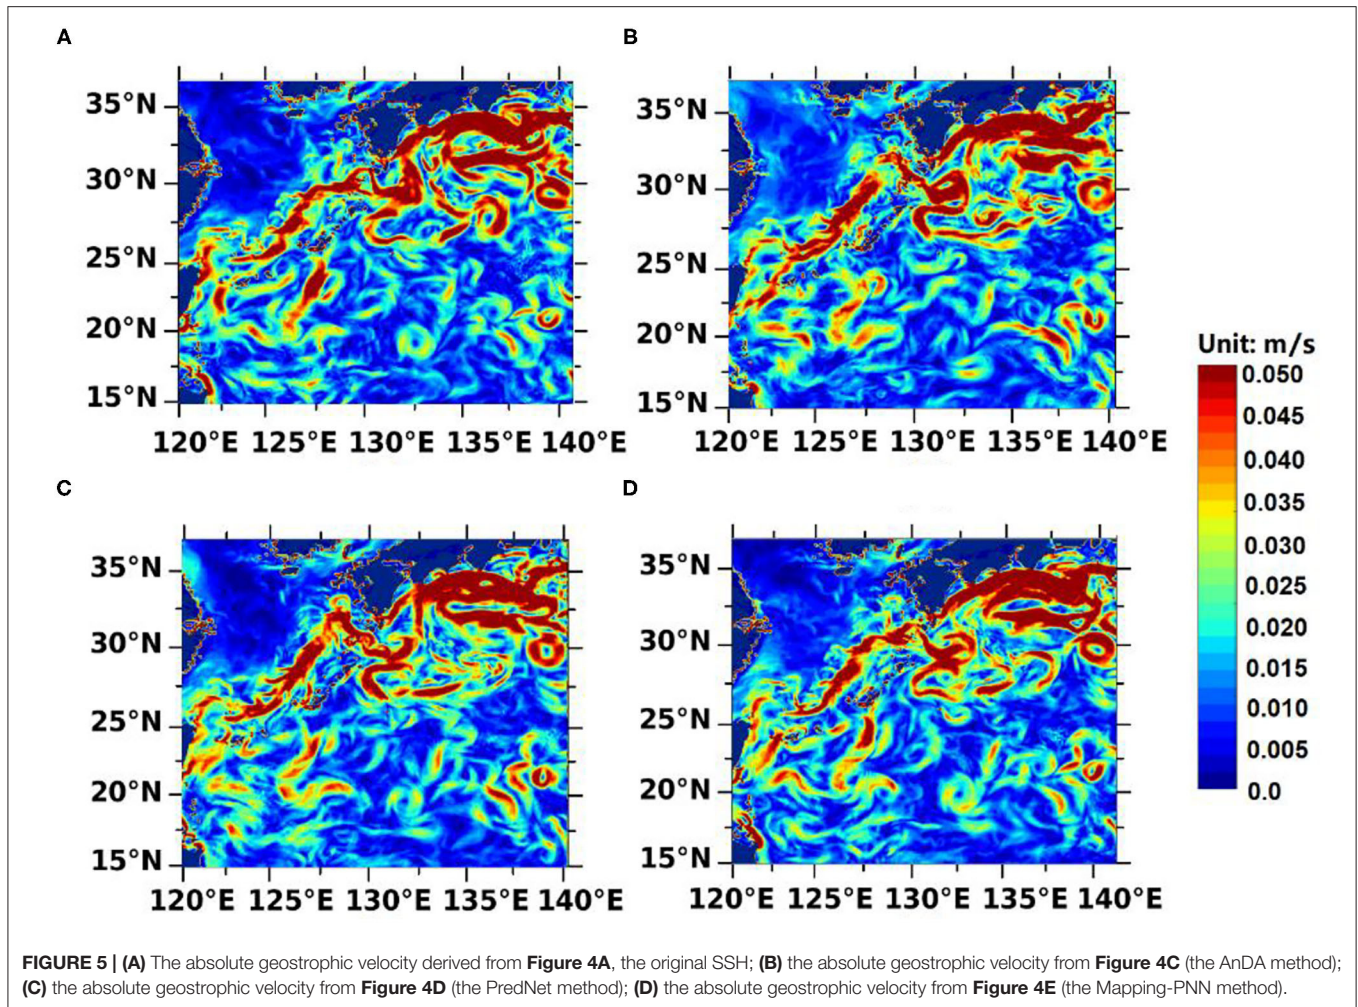 A
B
35°N
30°N
25°N
20°N
15°N
120°E 125°E 130°E 135°E 140°E
35°N
30°N
25°N
20°N
15°N
120°E 125°E 130°E 135°E 140°E
Unit: m/s
0.050
0.045
0.040
0.035
0.030
0.025
0.020
0.015
0.010
0.005
0.0
C
D
35°N
30°N
25°N
20°N
15°N
120°E 125°E 130°E 135°E 140°E
35°N
30°N
25°N
20°N
15°N
120°E 125°E 130°E 135°E 140°E
FIGURE 5 | (A) The absolute geostrophic velocity derived from Figure 4A, the original SSH; (B) the absolute geostrophic velocity from Figure 4C (the AnDA method);
(C) the absolute geostrophic velocity from Figure 4D (the PredNet method); (D) the absolute geostrophic velocity from Figure 4E (the Mapping-PNN method).